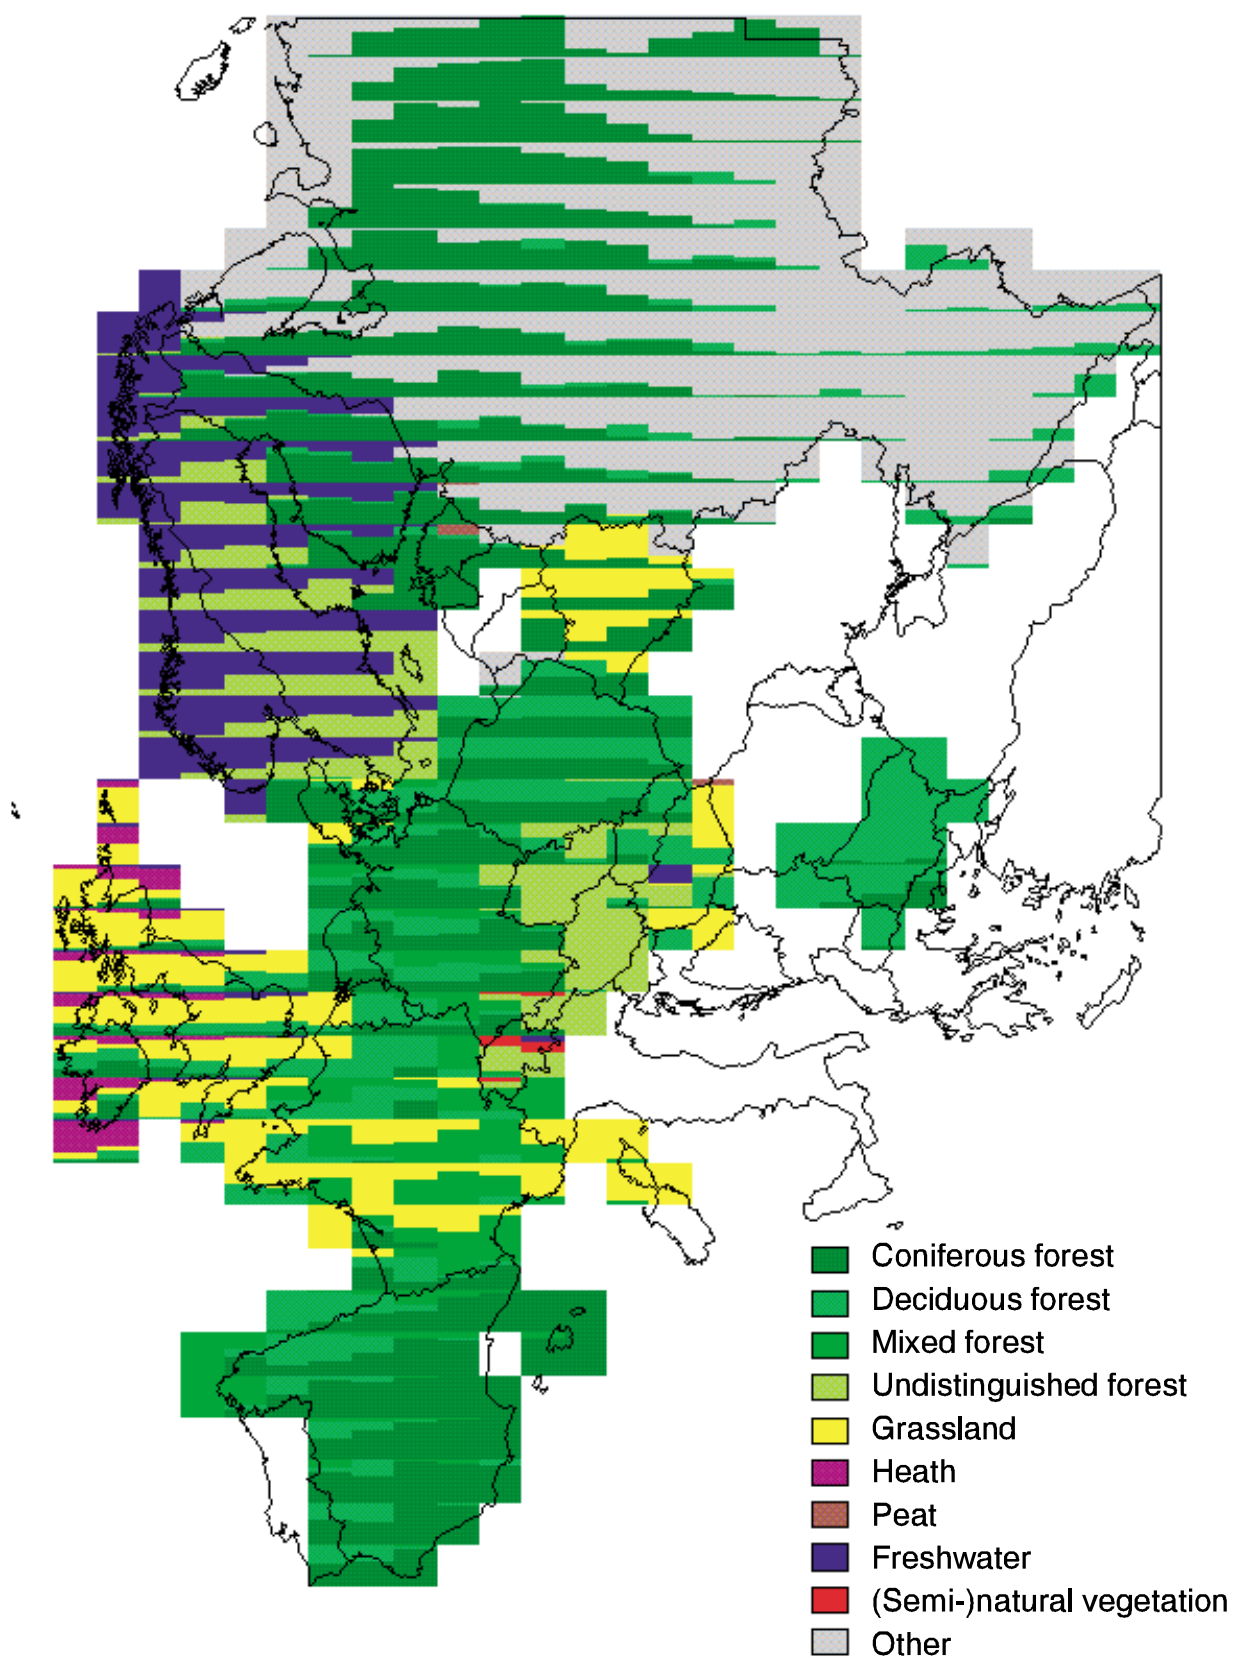 Coniferous forest
Deciduous forest
Mixed forest
Undistinguished forest
Grassland
Heath
Peat
Freshwater
(Semi-)natural vegetation
Other